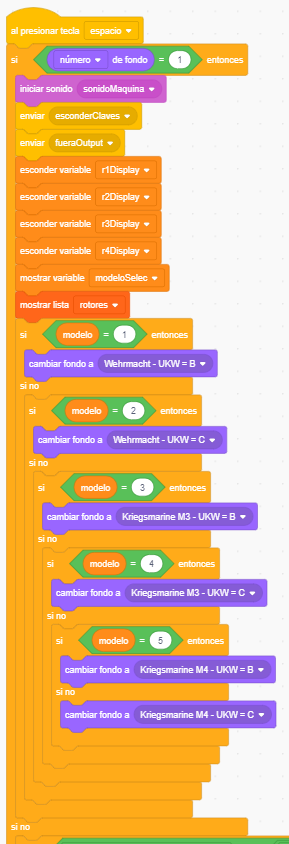 al presionar tecla espacio
si número de fondo = 1 entonces
iniciar sonido sonidoMaquina
enviar esconderClaves
enviar fueraOutput
esconder variable r1Display
esconder variable r2Display
esconder variable r3Display
esconder variable r4Display
mostrar variable modeloSelec
mostrar lista rotores
si modelo = 1 entonces
cambiar fondo a Wehrmacht - UKW = B
si no
si modelo = 2 entonces
cambiar fondo a Wehrmacht - UKW = C
si no
si modelo = 3 entonces
cambiar fondo a Kriegsmarine M3 - UKW = B
si no
si modelo = 4 entonces
cambiar fondo a Kriegsmarine M3 - UKW = C
si no
si modelo = 5 entonces
cambiar fondo a Kriegsmarine M4 - UKW = B
si no
cambiar fondo a Kriegsmarine M4 - UKW = C
si no